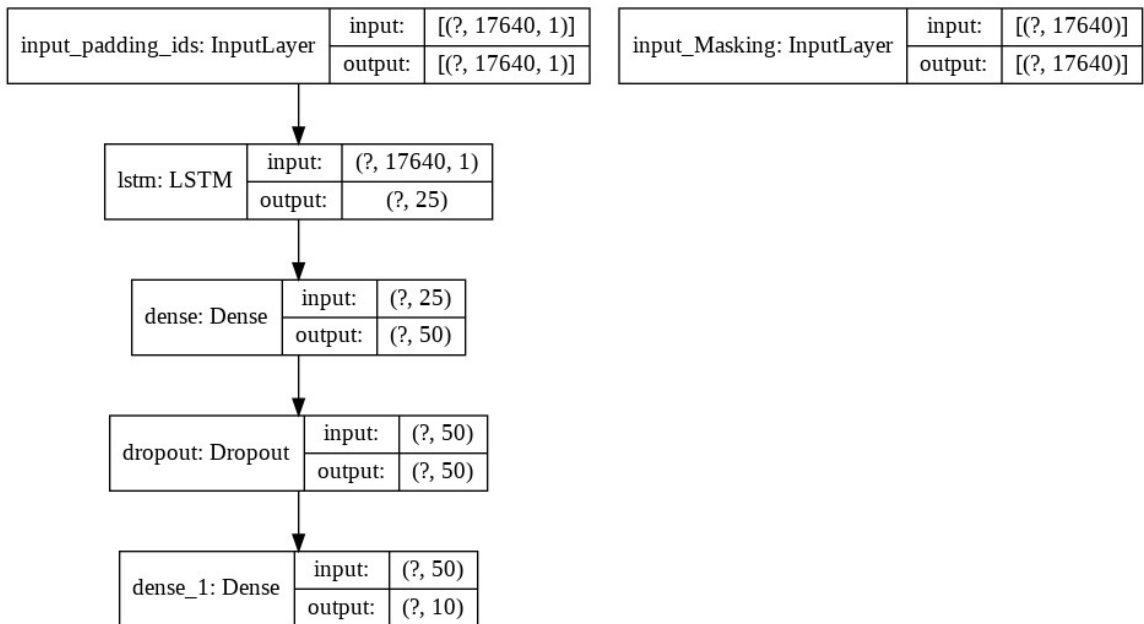 input_padding_ids: InputLayer
input: [(?, 17640, 1)]
output: [(?, 17640, 1)]
input_Masking: InputLayer
input: [(?, 17640)]
output: [(?, 17640)]
lstm: LSTM
input: (?, 17640, 1)
output: (?, 25)
dense: Dense
input: (?, 25)
output: (?, 50)
dropout: Dropout
input: (?, 50)
output: (?, 50)
dense_1: Dense
input: (?, 50)
output: (?, 10)